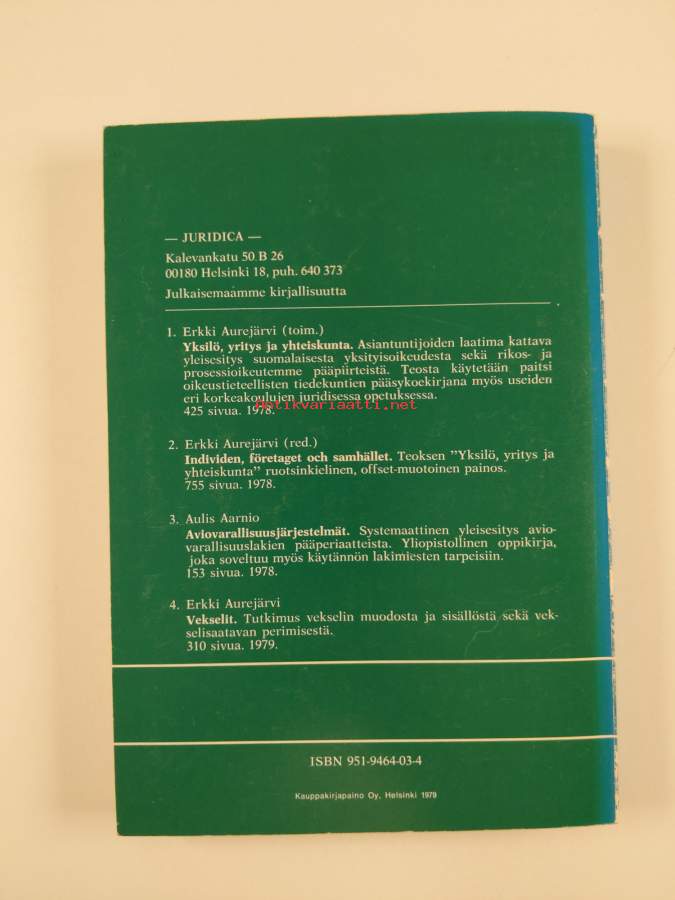 — JURIDICA —
Kalevankatu 50 B 26
00180 Helsinki 18, puh. 640 373
Julkaisemaamme kirjallisuutta
1. Erkki Aurejärvi (toim.)
Yksilö, yritys ja yhteiskunta. Asiantuntijoiden laatima kattava
yleisesitys suomalaisesta yksityisoikeudesta sekä rikos- ja
prosessioikeutemme pääpiirteistä. Teosta käytetään paitsi
oikeustieteellisten tiedekuntien pääsykoekirjana myös useiden
eri korkeakoulujen juridisessa opetuksessa.
Antikvariaatti.net
425 sivua. 1978.
2. Erkki Aurejärvi (red.)
Individen, företaget och samhället. Teoksen ”Yksilö, yritys ja
yhteiskunta” ruotsinkielinen, offset-muotoinen painos.
755 sivua. 1978.
3. Aulis Aarnio
Aviovarallisuusjärjestelmät. Systemaattinen yleisesitys avio-
varallisuuslakien pääperiaatteista. Yliopistollinen oppikirja,
joka soveltuu myös käytännön lakimiesten tarpeisiin.
153 sivua. 1978.
4. Erkki Aurejärvi
Vekselit. Tutkimus vekselin muodosta ja sisällöstä sekä vek-
selisaatavan perimisestä.
310 sivua. 1979.
ISBN 951-9464-03-4
Kauppakirjapaino Oy, Helsinki 1979